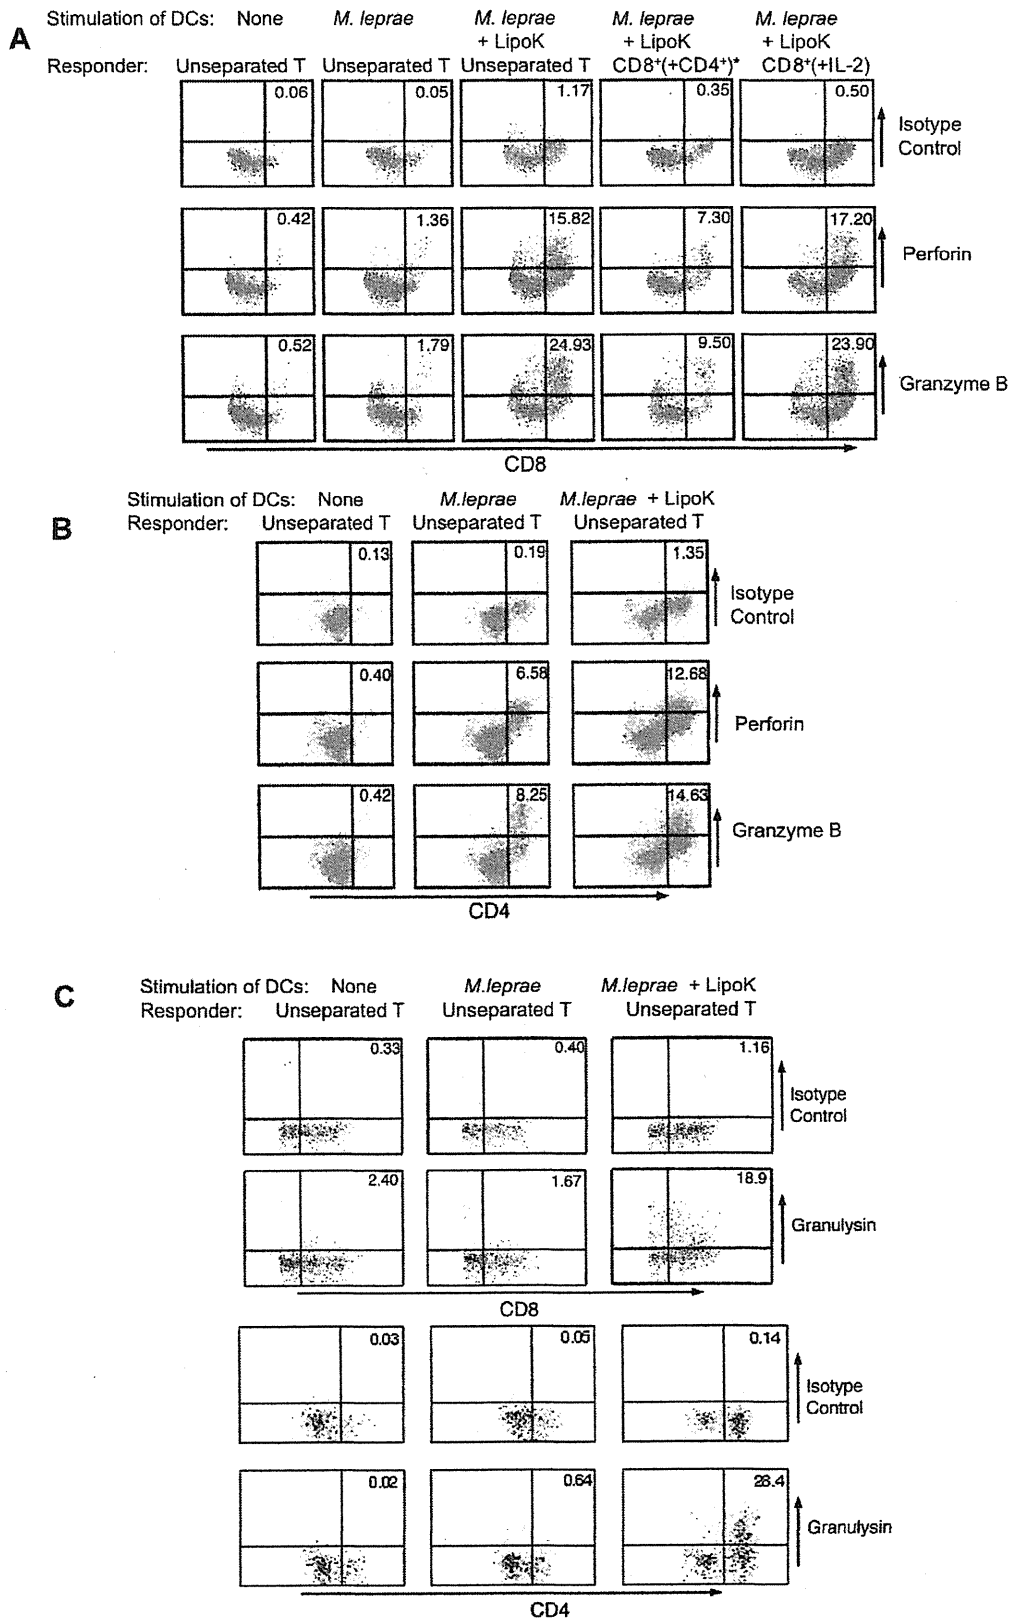 A
Stimulation of DCs: None M. leprae M. leprae M. leprae M. leprae
+ LipoK + LipoK + LipoK
Responder: Unseparated T Unseparated T Unseparated T CD8+(+CD4+)* CD8+(+IL-2)
0.06 0.05 1.17 0.35 0.50
Isotype
Control
0.42 1.36 15.82 7.30 17.20
Perforin
0.52 1.79 24.93 9.50 23.90
Granzyme B
CD8
B
Stimulation of DCs: None M.leprae M.leprae + LipoK
Responder: Unseparated T Unseparated T Unseparated T
0.13 0.19 1.35
Isotype
Control
0.40 6.58 12.68
Perforin
0.42 8.25 14.63
Granzyme B
CD4
C
Stimulation of DCs: None M.leprae M.leprae + LipoK
Responder: Unseparated T Unseparated T Unseparated T
0.33 0.40 1.16
Isotype
Control
2.40 1.67 18.9
Granulysin
CD8
0.03 0.05 0.14
Isotype
Control
0.02 0.64 28.4
Granulysin
CD4